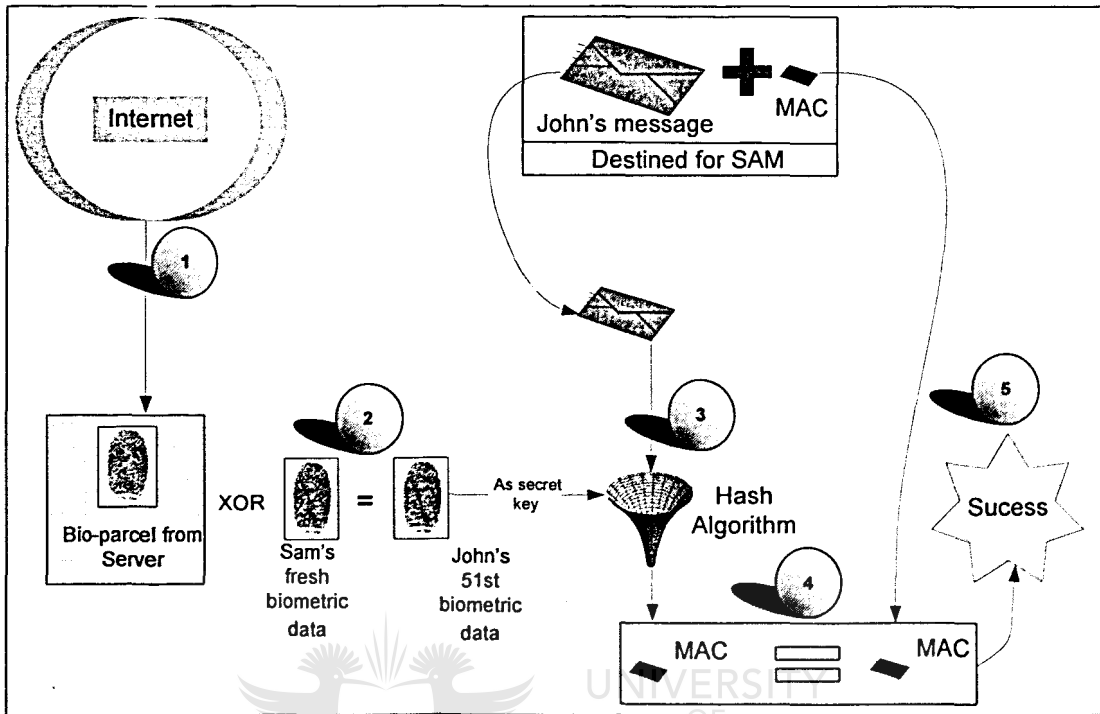 Internet
John's message
MAC
Destined for SAM
1
2
3
4
5
Bio-parcel from
Server
XOR
Sam's
fresh
biometric
data
=
John's
51st
biometric
data
As secret
key
Hash
Algorithm
Sucess
MAC
MAC
UNIVERSITY
OF